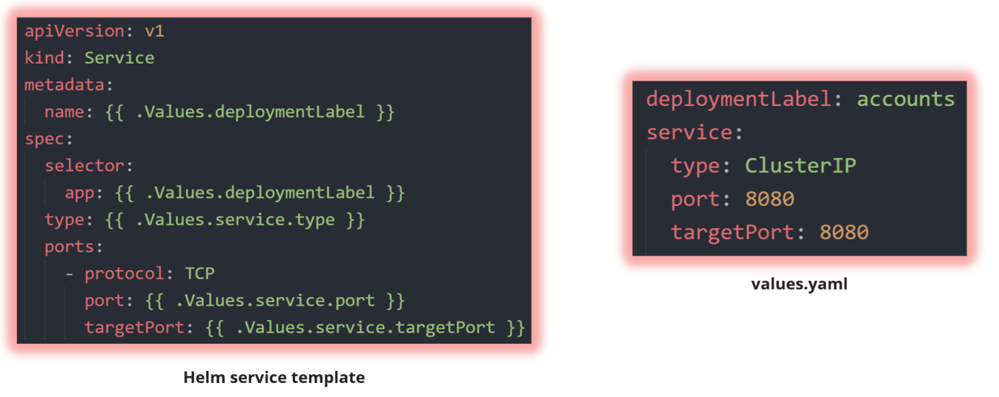 apiVersion: v1
kind: Service
metadata:
  name: {{ .Values.deploymentLabel }}
spec:
  selector:
    app: {{ .Values.deploymentLabel }}
  type: {{ .Values.service.type }}
  ports:
    - protocol: TCP
      port: {{ .Values.service.port }}
      targetPort: {{ .Values.service.targetPort }}
Helm service template
deploymentLabel: accounts
service:
  type: ClusterIP
  port: 8080
  targetPort: 8080
values.yaml